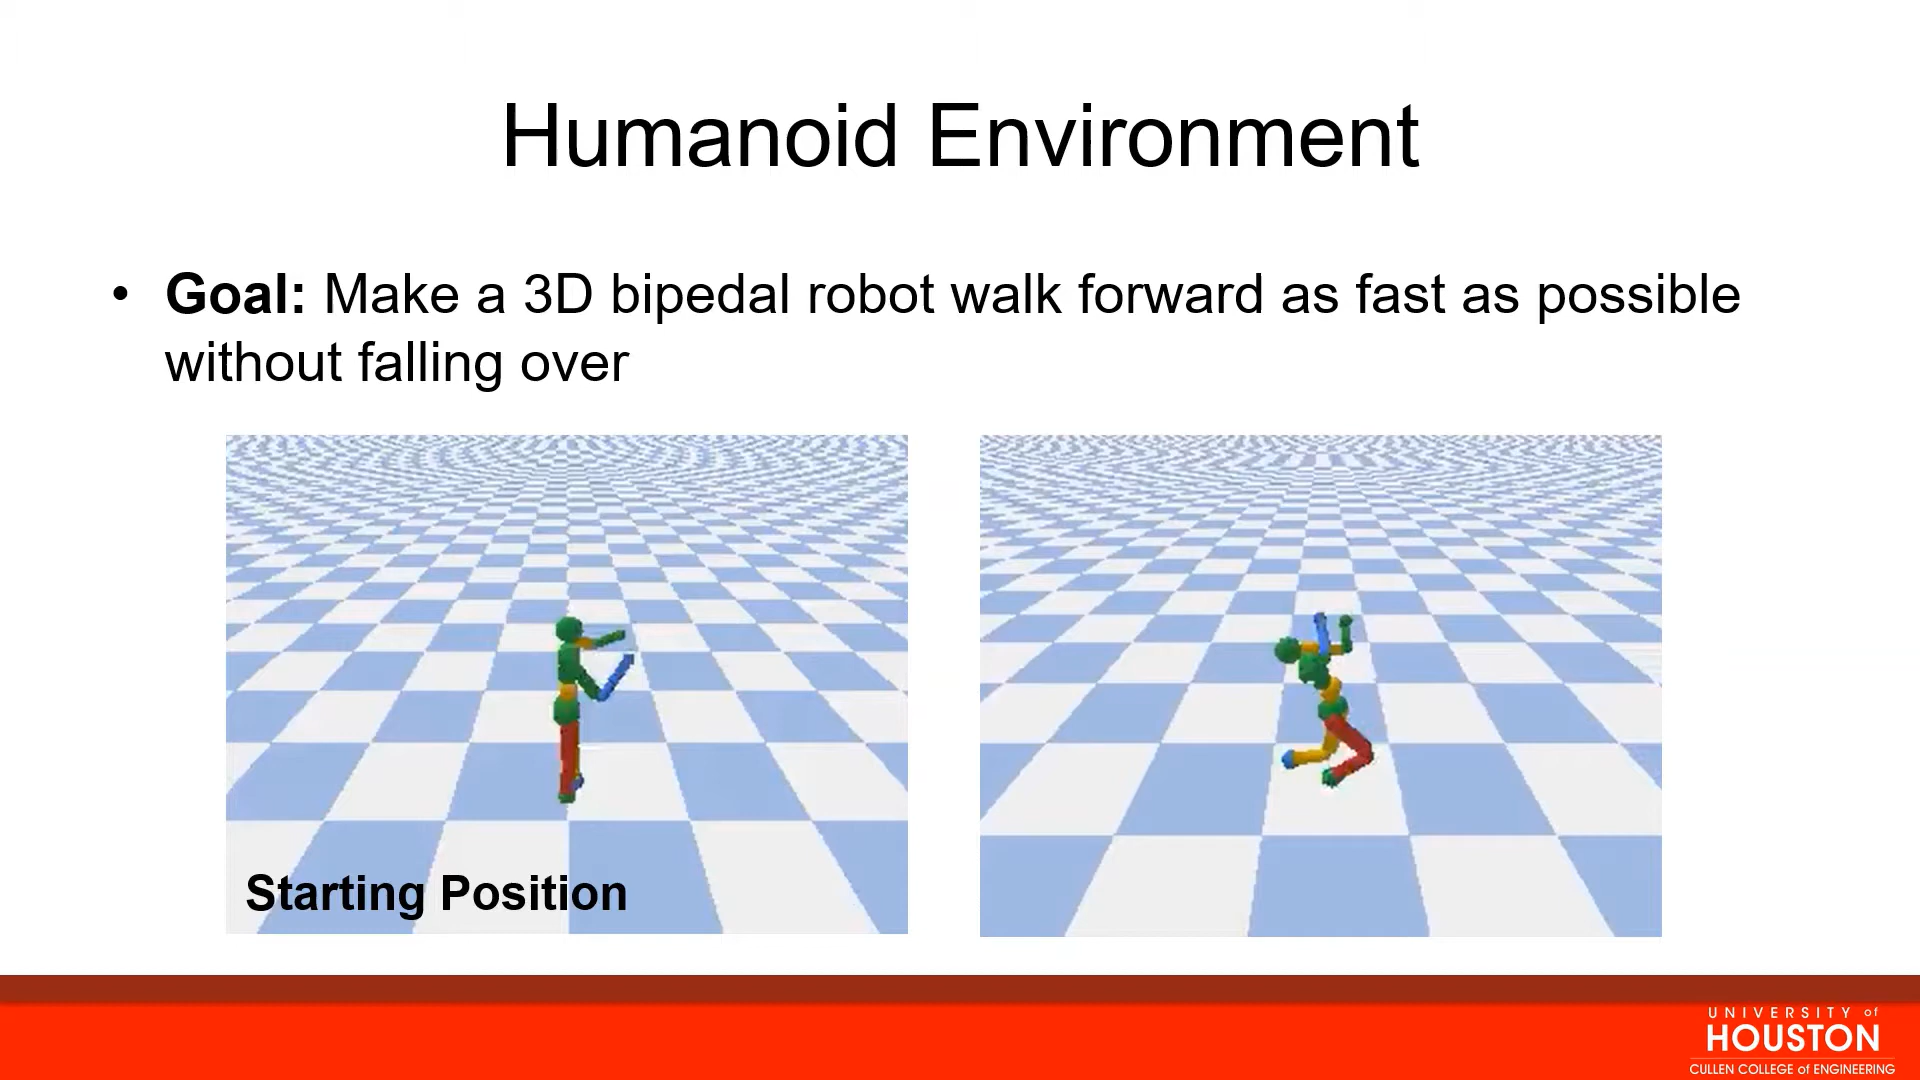 Humanoid Environment
• Goal: Make a 3D bipedal robot walk forward as fast as possible
without falling over
Starting Position
UNIVERSITY of
HOUSTON
CULLEN COLLEGE of ENGINEERING